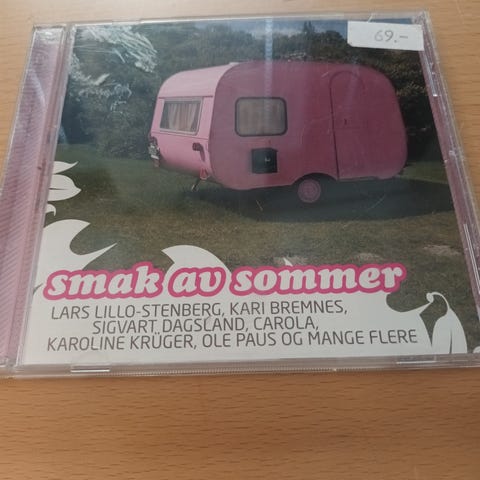 69.-
smak av sommer
LARS LILLO-STENBERG, KARI BREMNES,
SIGVART DAGSLAND, CAROLA,
KAROLINE KRÜGER, OLE PAUS OG MANGE FLERE